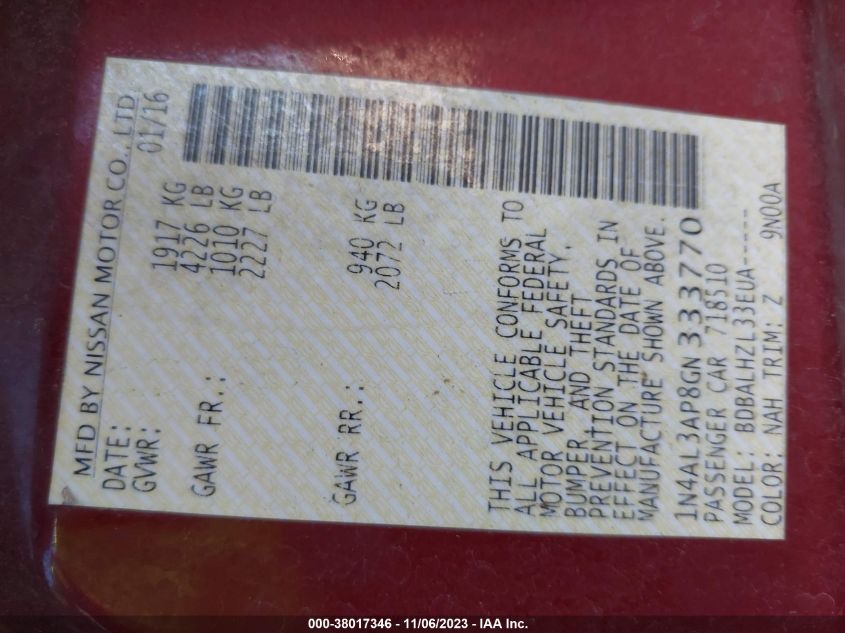 MFD BY NISSAN MOTOR CO., LTD.
DATE: 01/16
GVWR: 1917 KG
4226 LB
GAWR FR.: 1010 KG
2227 LB
GAWR RR.: 940 KG
2072 LB
THIS VEHICLE CONFORMS TO
ALL APPLICABLE FEDERAL
MOTOR VEHICLE SAFETY,
BUMPER, AND THEFT
PREVENTION STANDARDS IN
EFFECT ON THE DATE OF
MANUFACTURE SHOWN ABOVE.
1N4AL3AP8GN333770
PASSENGER CAR 718510
MODEL: BDBALHZL33EUA-----
COLOR: NAH TRIM: Z 9N00A
000-38017346 - 11/06/2023 - IAA Inc.